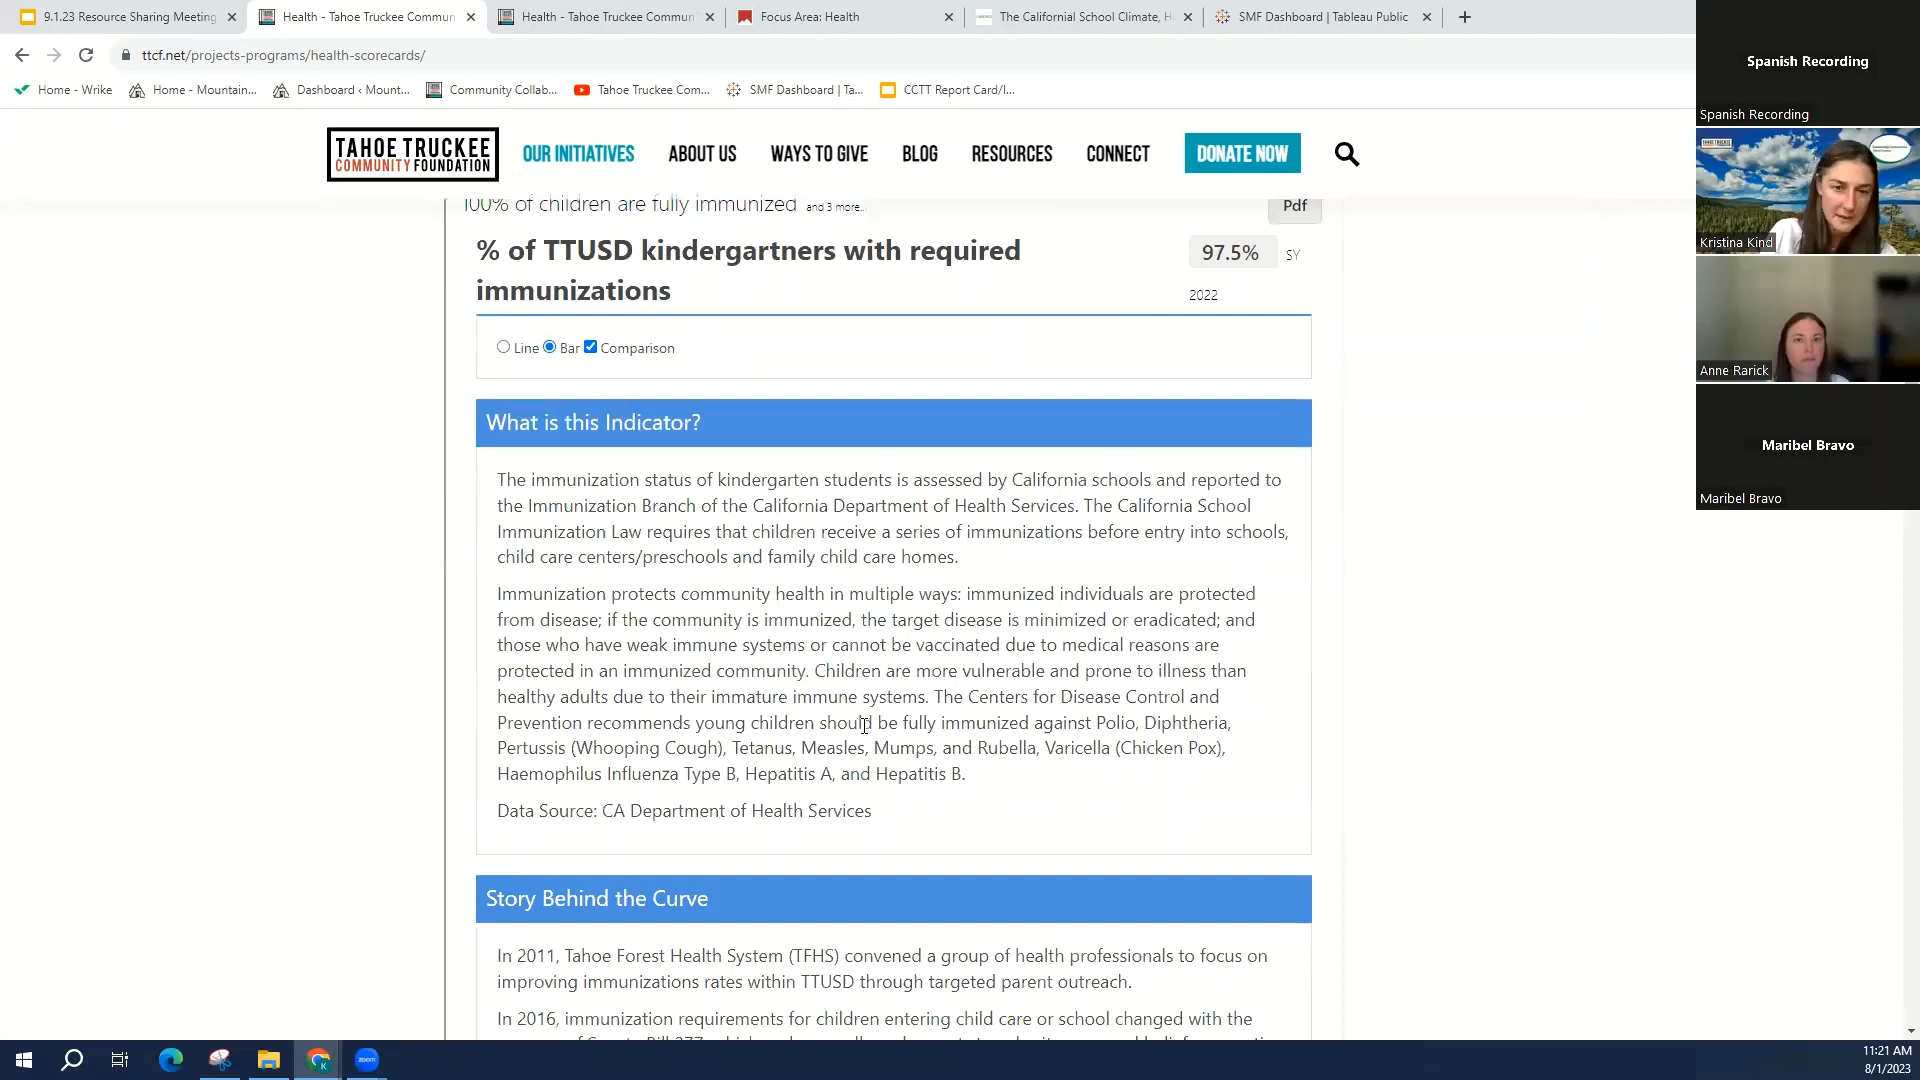 9.1.23 Resource Sharing Meeting
Health - Tahoe Truckee Commun
Health - Tahoe Truckee Commun
Focus Area: Health
The Californial School Climate, H
SMF Dashboard | Tableau Public
ttcf.net/projects-programs/health-scorecards/
Home - Wrike
Home - Mountain...
Dashboard ‹ Mount...
Community Collab...
Tahoe Truckee Com...
SMF Dashboard | Ta...
CCTT Report Card/I...
TAHOE TRUCKEE
COMMUNITY FOUNDATION
OUR INITIATIVES
ABOUT US
WAYS TO GIVE
BLOG
RESOURCES
CONNECT
DONATE NOW
100% of children are fully immunized and 3 more...
Pdf
% of TTUSD kindergartners with required
immunizations
97.5% SY
2022
Line Bar Comparison
What is this Indicator?
The immunization status of kindergarten students is assessed by California schools and reported to
the Immunization Branch of the California Department of Health Services. The California School
Immunization Law requires that children receive a series of immunizations before entry into schools,
child care centers/preschools and family child care homes.
Immunization protects community health in multiple ways: immunized individuals are protected
from disease; if the community is immunized, the target disease is minimized or eradicated; and
those who have weak immune systems or cannot be vaccinated due to medical reasons are
protected in an immunized community. Children are more vulnerable and prone to illness than
healthy adults due to their immature immune systems. The Centers for Disease Control and
Prevention recommends young children should be fully immunized against Polio, Diphtheria,
Pertussis (Whooping Cough), Tetanus, Measles, Mumps, and Rubella, Varicella (Chicken Pox),
Haemophilus Influenza Type B, Hepatitis A, and Hepatitis B.
Data Source: CA Department of Health Services
Story Behind the Curve
In 2011, Tahoe Forest Health System (TFHS) convened a group of health professionals to focus on
improving immunizations rates within TTUSD through targeted parent outreach.
In 2016, immunization requirements for children entering child care or school changed with the
Spanish Recording
Spanish Recording
Kristina Kind
Anne Rarick
Maribel Bravo
Maribel Bravo
zoom
11:21 AM
8/1/2023